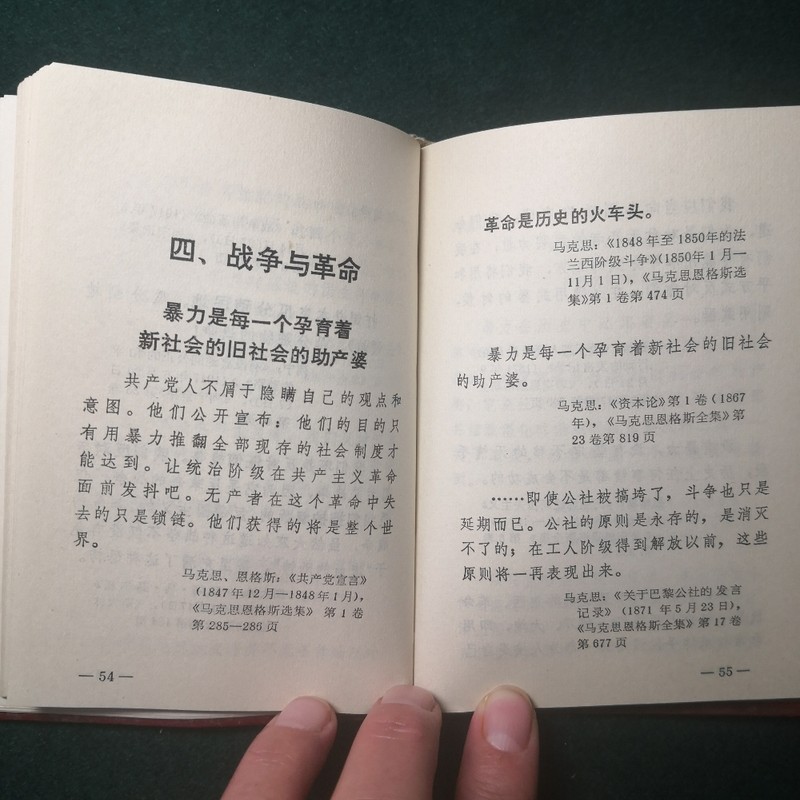 四、战争与革命
暴力是每一个孕育着
新社会的旧社会的助产婆
共产党人不屑于隐瞒自己的观点和
意图。他们公开宣布：他们的目的只
有用暴力推翻全部现存的社会制度才
能达到。让统治阶级在共产主义革命
面前发抖吧。无产者在这个革命中失
去的只是锁链。他们获得的将是整个世
界。
马克思、恩格斯：《共产党宣言》
（1847年12月—1848年1月），
《马克思恩格斯选集》第1卷
第285—286页
— 54 —
革命是历史的火车头。
马克思：《1848年至1850年的法
兰西阶级斗争》（1850年1月—
11月1日），《马克思恩格斯选
集》第1卷第474页
暴力是每一个孕育着新社会的旧社会
的助产婆。
马克思：《资本论》第1卷（1867
年），《马克思恩格斯全集》第
23卷第819页
……即使公社被搞垮了，斗争也只是
延期而已。公社的原则是永存的，是消灭
不了的；在工人阶级得到解放以前，这些
原则将一再表现出来。
马克思：《关于巴黎公社的发言
记录》（1871年5月23日），
《马克思恩格斯全集》第17卷
第677页
— 55 —